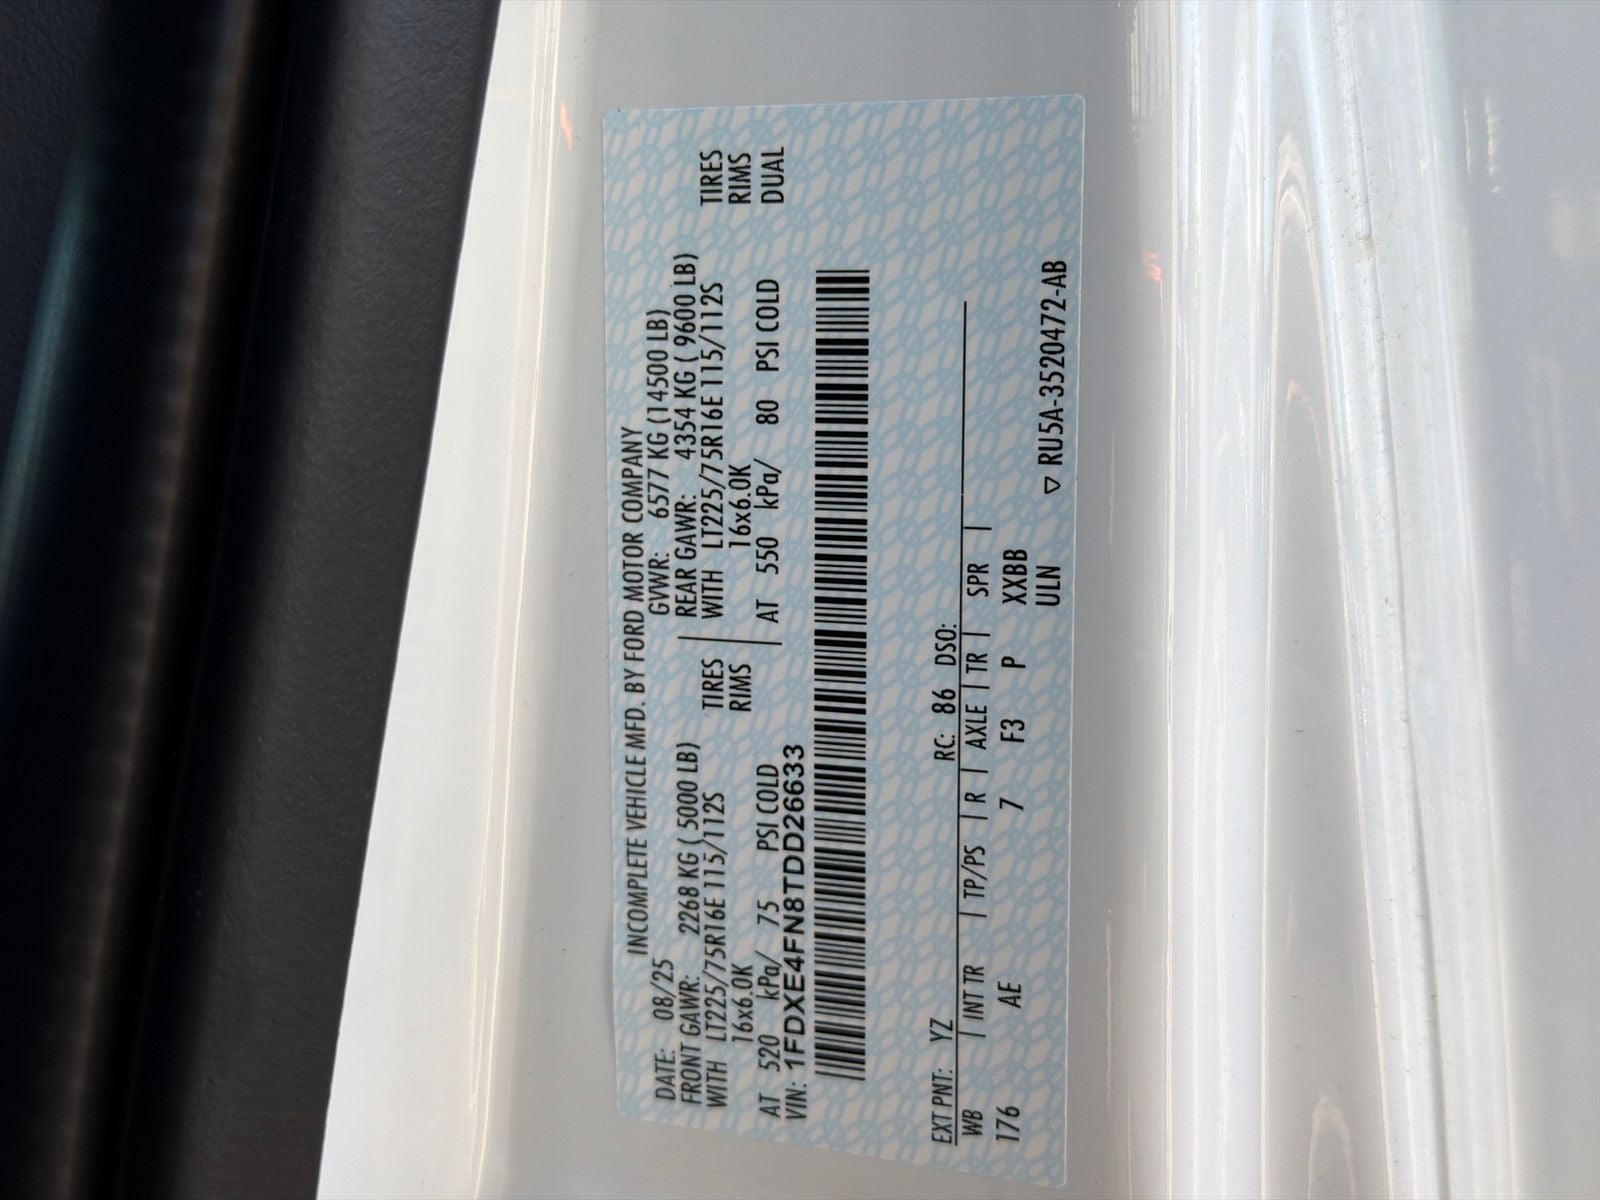 INCOMPLETE VEHICLE MFD. BY FORD MOTOR COMPANY
DATE: 08/25 GVWR: 6577 KG (14500 LB)
FRONT GAWR: 2268 KG ( 5000 LB) REAR GAWR: 4354 KG ( 9600 LB)
WITH LT225/75R16E 115/112S TIRES WITH LT225/75R16E 115/112S TIRES
16x6.0K RIMS 16x6.0K RIMS
AT 520 kPa/ 75 PSI COLD AT 550 kPa/ 80 PSI COLD DUAL
VIN: 1FDXE4FN8TDD26633
EXT PNT: YZ RC: 86 DSO:
WB | INT TR | TP/PS | R | AXLE | TR | SPR |
176 AE 7 F3 P XXBB
ULN
▽ RU5A-3520472-AB